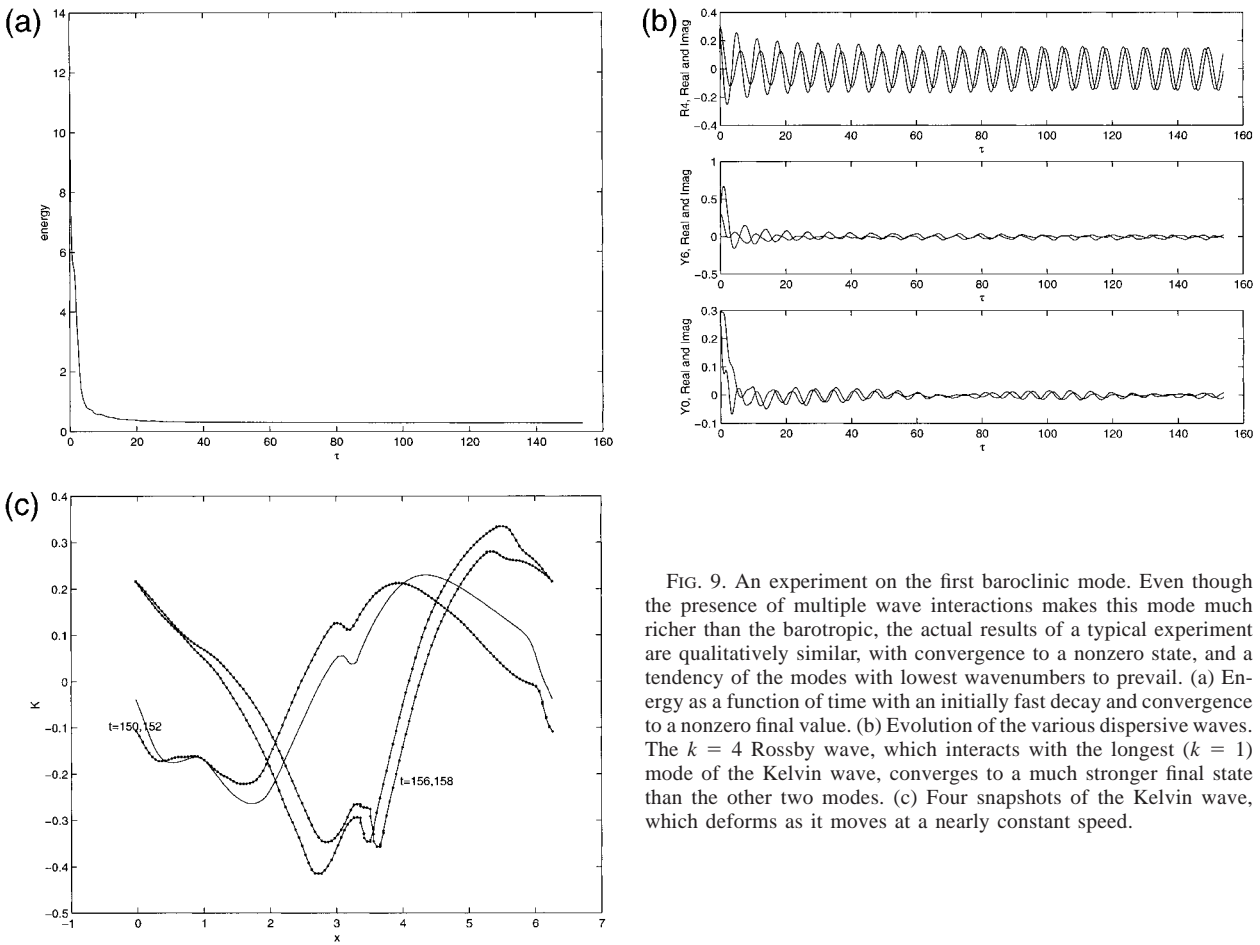 (a)
14
12
10
8
6
4
2
0
energy
0 20 40 60 80 100 120 140 160
τ
(b)
0.4
0.2
0
−0.2
−0.4
R4, Real and Imag
0 20 40 60 80 100 120 140 160
τ
1
0.5
0
−0.5
Y6, Real and Imag
0 20 40 60 80 100 120 140 160
τ
0.3
0.2
0.1
0
−0.1
Y0, Real and Imag
0 20 40 60 80 100 120 140 160
τ
(c)
0.4
0.3
0.2
0.1
0
−0.1
−0.2
−0.3
−0.4
−0.5
K
t=150,152
t=156,158
−1 0 1 2 3 4 5 6 7
x
FIG. 9. An experiment on the first baroclinic mode. Even though
the presence of multiple wave interactions makes this mode much
richer than the barotropic, the actual results of a typical experiment
are qualitatively similar, with convergence to a nonzero state, and a
tendency of the modes with lowest wavenumbers to prevail. (a) En-
ergy as a function of time with an initially fast decay and convergence
to a nonzero final value. (b) Evolution of the various dispersive waves.
The k = 4 Rossby wave, which interacts with the longest (k = 1)
mode of the Kelvin wave, converges to a much stronger final state
than the other two modes. (c) Four snapshots of the Kelvin wave,
which deforms as it moves at a nearly constant speed.